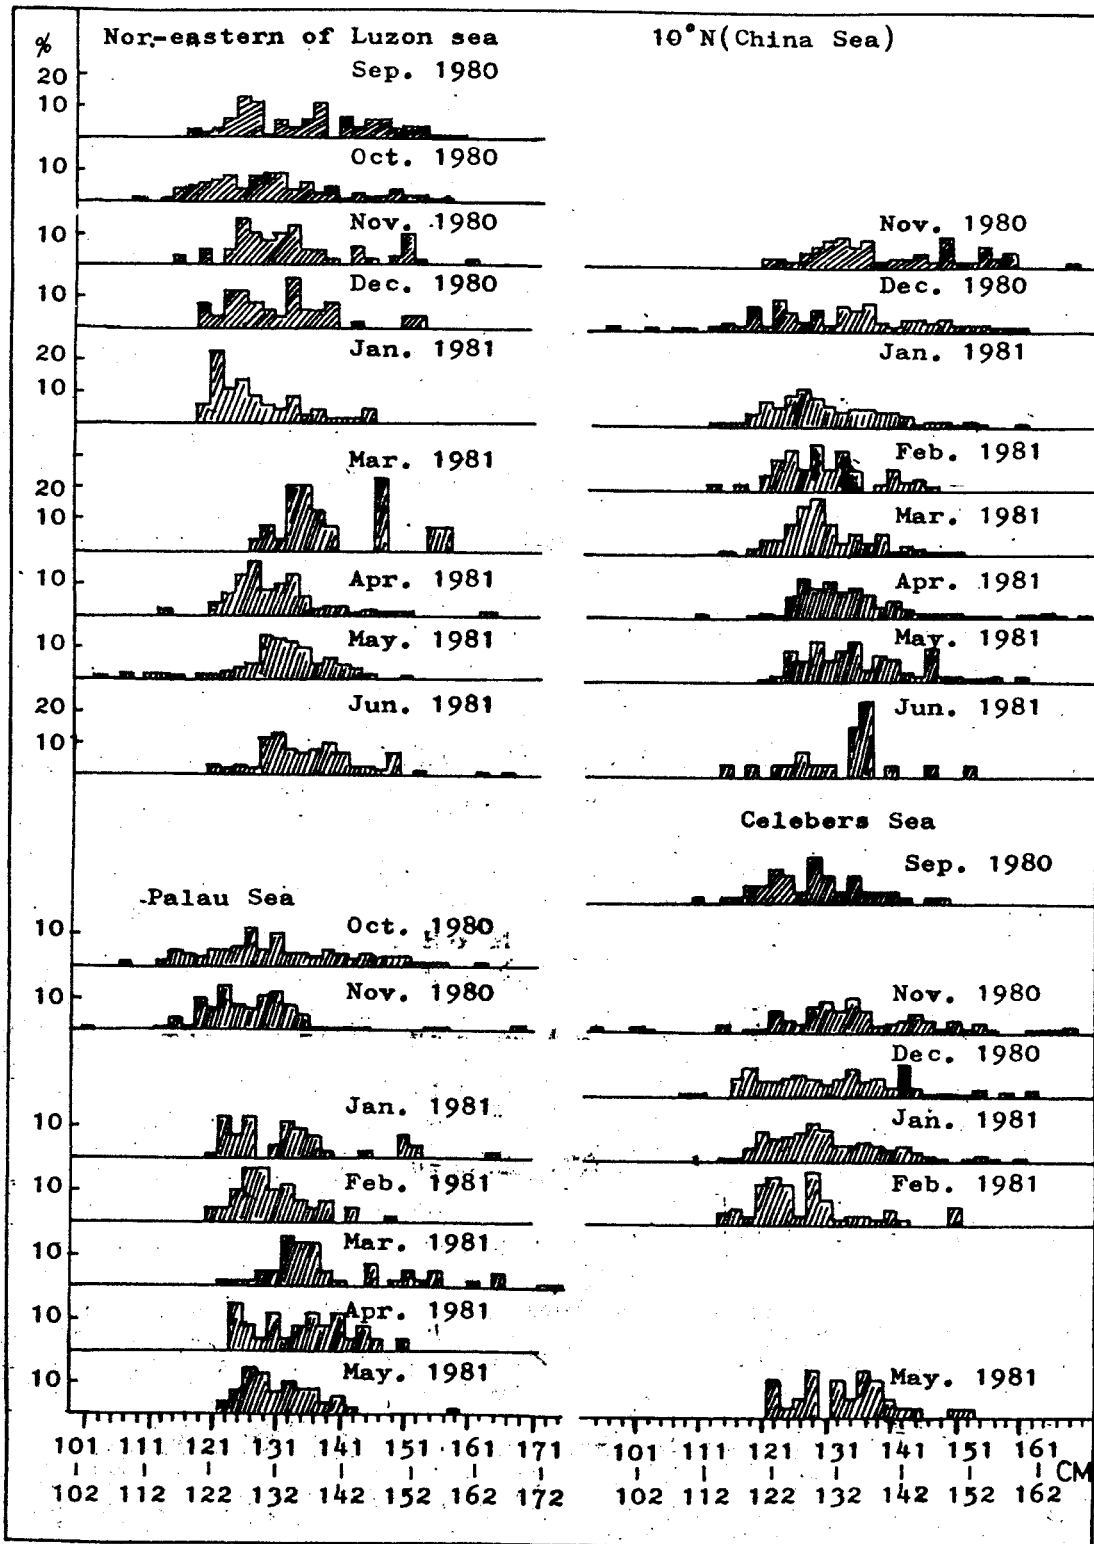 % Nor-eastern of Luzon sea
Sep. 1980
20
10
Oct. 1980
10
Nov. 1980
10
Dec. 1980
10
Jan. 1981
20
10
Mar. 1981
20
10
Apr. 1981
10
May. 1981
10
Jun. 1981
20
10
Palau Sea
Oct. 1980
10
Nov. 1980
10
Jan. 1981
10
Feb. 1981
10
Mar. 1981
10
Apr. 1981
10
May. 1981
10
101 111 121 131 141 151 161 171
102 112 122 132 142 152 162 172
10°N(China Sea)
Nov. 1980
Dec. 1980
Jan. 1981
Feb. 1981
Mar. 1981
Apr. 1981
May. 1981
Jun. 1981
Celebers Sea
Sep. 1980
Nov. 1980
Dec. 1980
Jan. 1981
Feb. 1981
May. 1981
101 111 121 131 141 151 161
CM
102 112 122 132 142 152 162